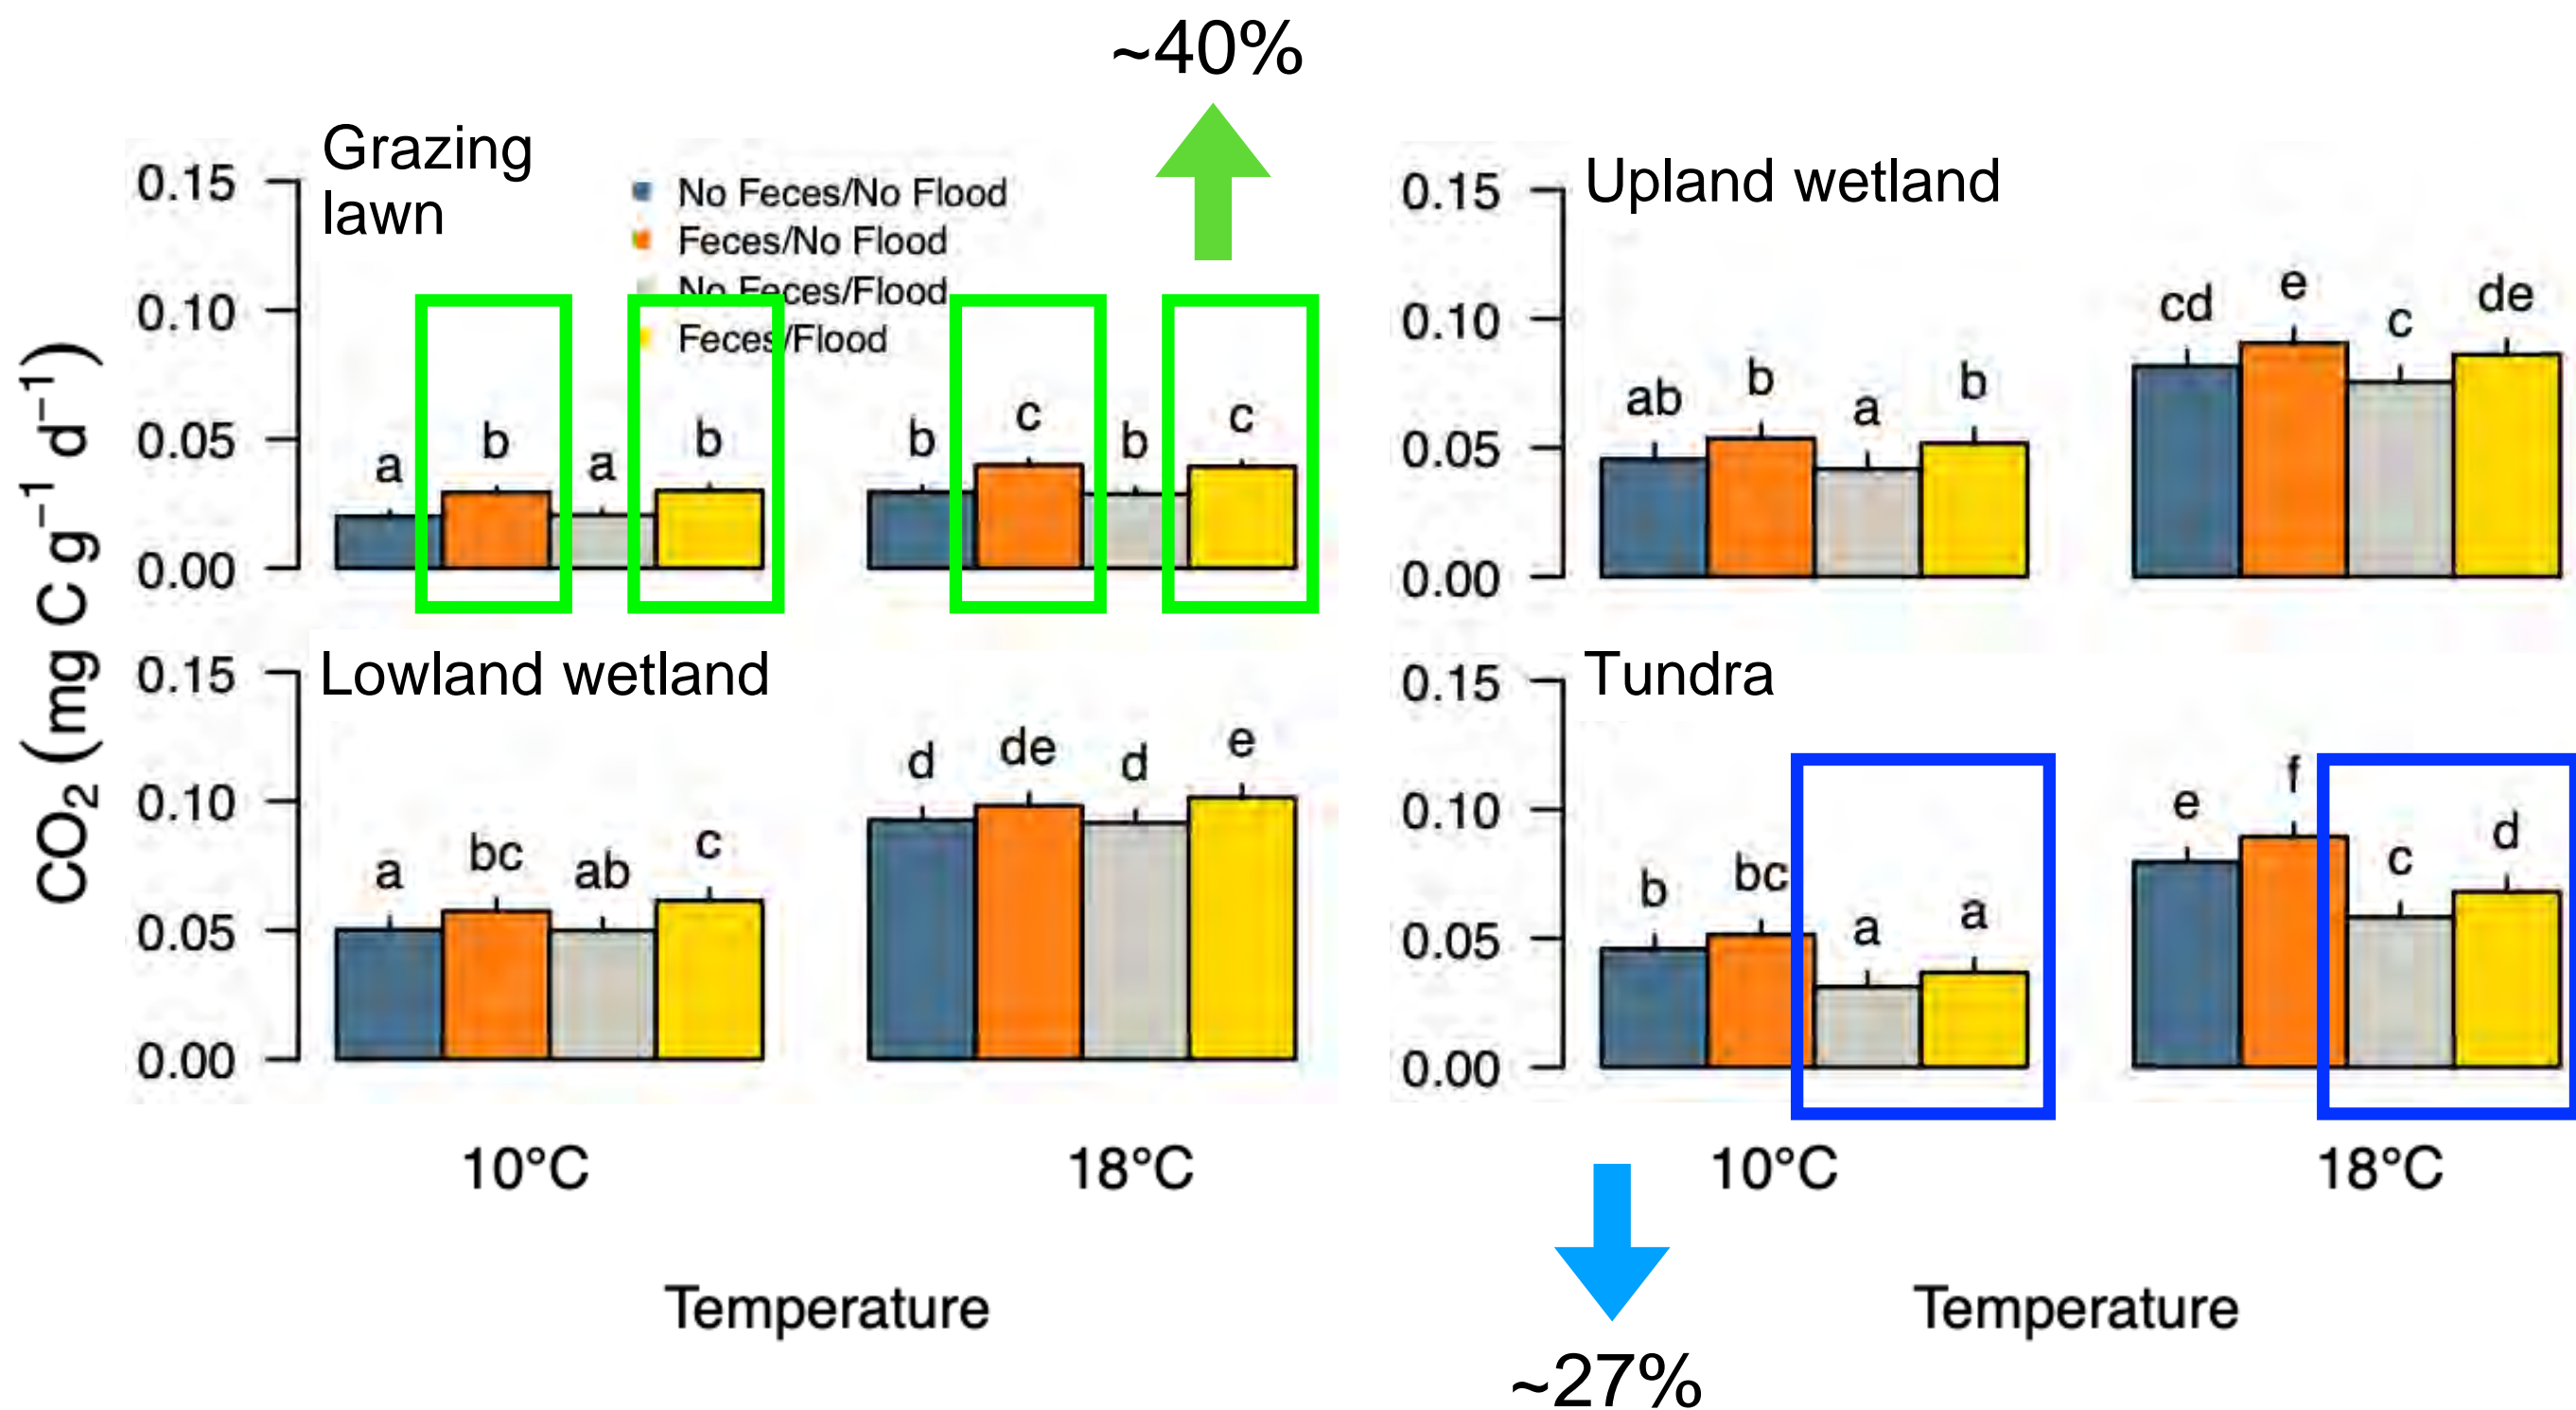 ~40%
Grazing
lawn
No Feces/No Flood
Feces/No Flood
No Feces/Flood
Feces/Flood
0.15
0.10
0.05
0.00
a
b
a
b
b
c
b
c
Upland wetland
0.15
0.10
0.05
0.00
ab
b
a
b
cd
e
c
de
CO₂ (mg C g⁻¹ d⁻¹)
Lowland wetland
0.15
0.10
0.05
0.00
a
bc
ab
c
d
de
d
e
10°C
18°C
Temperature
Tundra
0.15
0.10
0.05
0.00
b
bc
a
a
e
f
c
d
10°C
18°C
Temperature
~27%